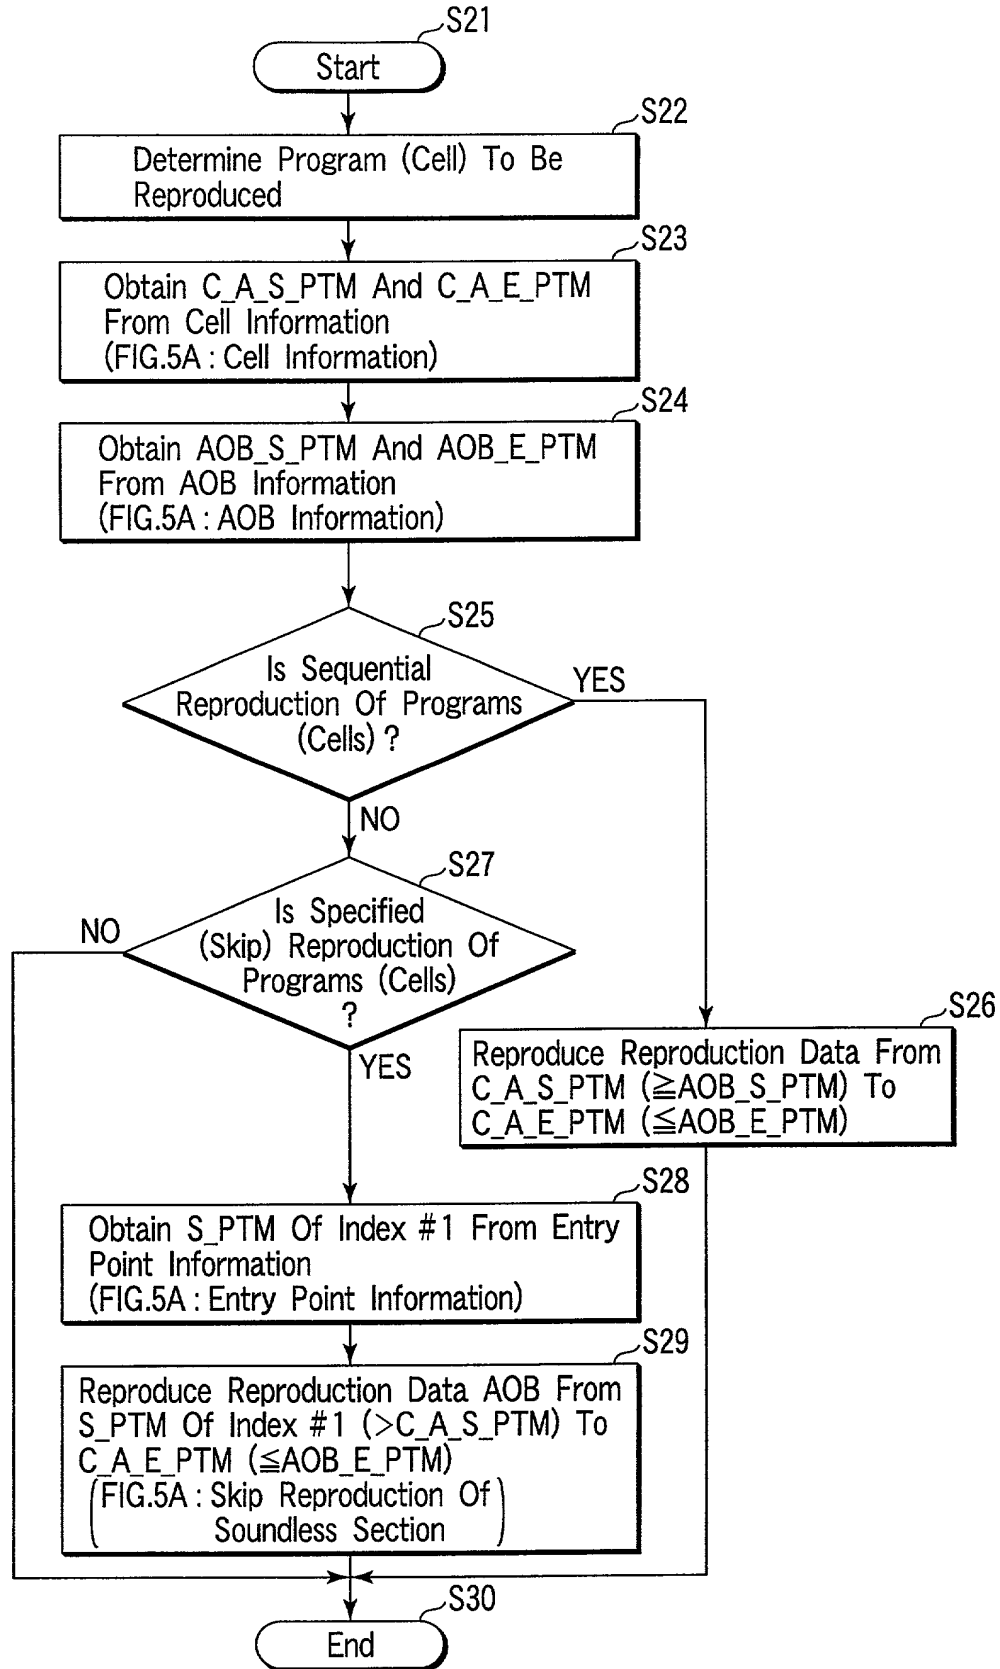 S21
Start
S22
Determine Program (Cell) To Be
Reproduced
S23
Obtain C_A_S_PTM And C_A_E_PTM
From Cell Information
(FIG.5A : Cell Information)
S24
Obtain AOB_S_PTM And AOB_E_PTM
From AOB Information
(FIG.5A : AOB Information)
S25
Is Sequential
Reproduction Of Programs
(Cells) ?
YES
NO
S27
Is Specified
(Skip) Reproduction Of
Programs (Cells)
?
NO
YES
S26
Reproduce Reproduction Data From
C_A_S_PTM (≧AOB_S_PTM) To
C_A_E_PTM (≦AOB_E_PTM)
S28
Obtain S_PTM Of Index #1 From Entry
Point Information
(FIG.5A : Entry Point Information)
S29
Reproduce Reproduction Data AOB From
S_PTM Of Index #1 (>C_A_S_PTM) To
C_A_E_PTM (≦AOB_E_PTM)
(FIG.5A : Skip Reproduction Of
Soundless Section)
S30
End